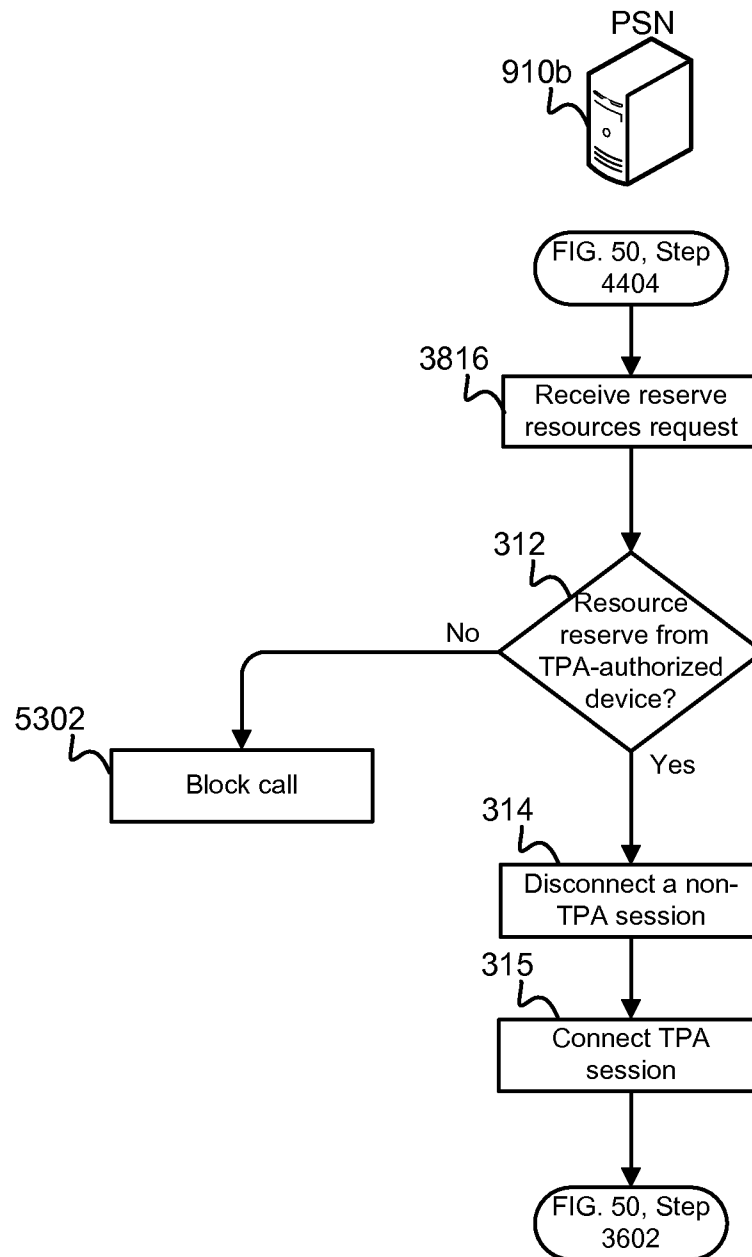 PSN
910b
FIG. 50, Step
4404
3816
Receive reserve
resources request
312
Resource
reserve from
TPA-authorized
device?
No
Yes
5302
Block call
314
Disconnect a non-
TPA session
315
Connect TPA
session
FIG. 50, Step
3602